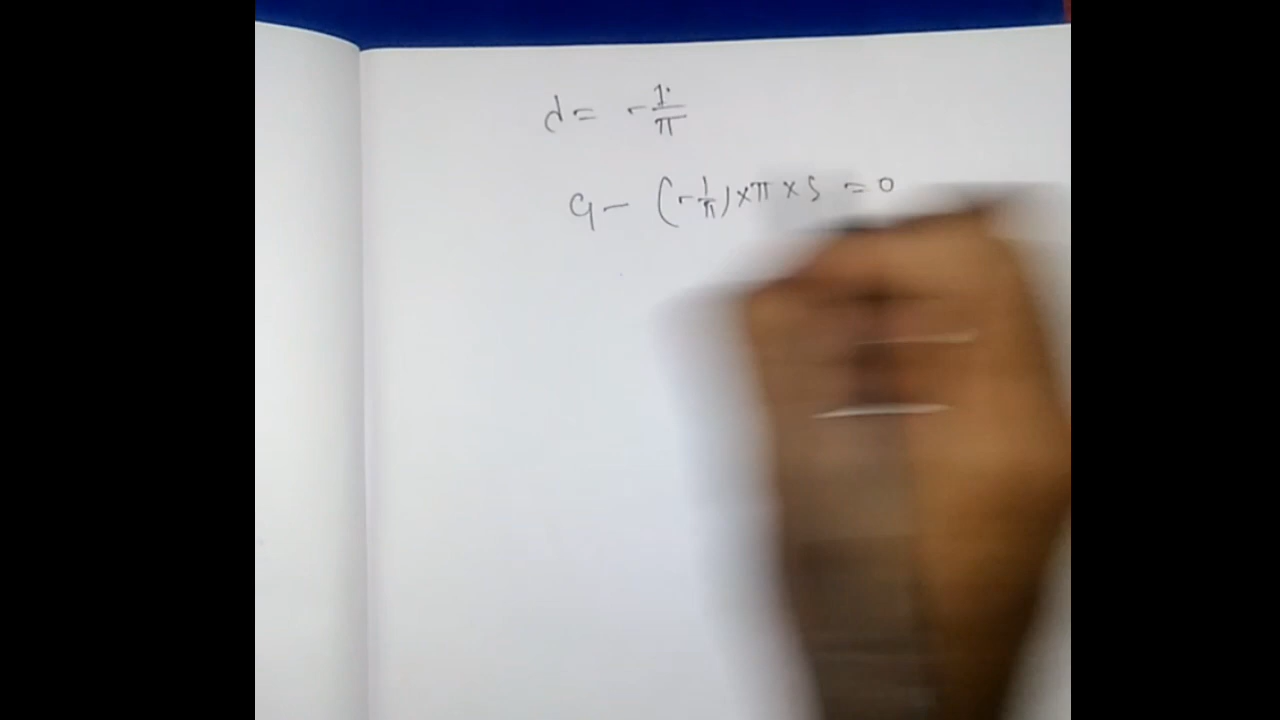 d = - 1/π
9 - (-1/π) × π × 5 = 0